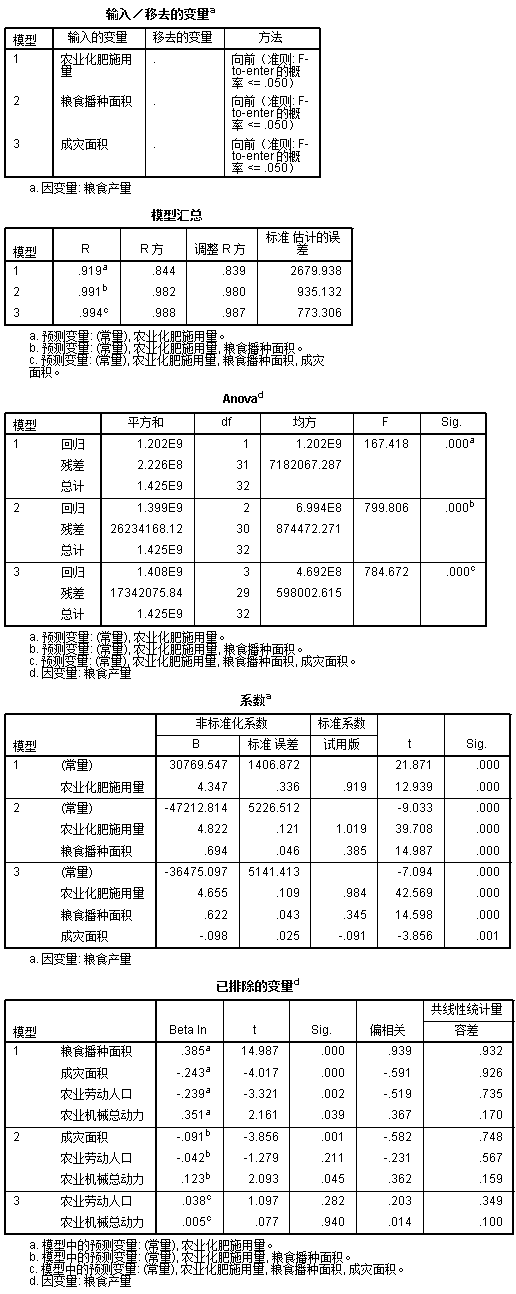 输入／移去的变量a
模型 输入的变量 移去的变量 方法
1 农业化肥施用量 . 向前（准则: F-to-enter 的概率 <= .050）
2 粮食播种面积 . 向前（准则: F-to-enter 的概率 <= .050）
3 成灾面积 . 向前（准则: F-to-enter 的概率 <= .050）
a. 因变量: 粮食产量
模型汇总
模型 R R 方 调整 R 方 标准 估计的误差
1 .919a .844 .839 2679.938
2 .991b .982 .980 935.132
3 .994c .988 .987 773.306
a. 预测变量: (常量), 农业化肥施用量。
b. 预测变量: (常量), 农业化肥施用量, 粮食播种面积。
c. 预测变量: (常量), 农业化肥施用量, 粮食播种面积, 成灾
面积。
Anovad
模型 平方和 df 均方 F Sig.
1 回归 1.202E9 1 1.202E9 167.418 .000a
残差 2.226E8 31 7182067.287
总计 1.425E9 32
2 回归 1.399E9 2 6.994E8 799.806 .000b
残差 26234168.12 30 874472.271
总计 1.425E9 32
3 回归 1.408E9 3 4.692E8 784.672 .000c
残差 17342075.84 29 598002.615
总计 1.425E9 32
a. 预测变量: (常量), 农业化肥施用量。
b. 预测变量: (常量), 农业化肥施用量, 粮食播种面积。
c. 预测变量: (常量), 农业化肥施用量, 粮食播种面积, 成灾面积。
d. 因变量: 粮食产量
系数a
非标准化系数 标准系数
模型 B 标准 误差 试用版 t Sig.
1 (常量) 30769.547 1406.872 21.871 .000
农业化肥施用量 4.347 .336 .919 12.939 .000
2 (常量) -47212.814 5226.512 -9.033 .000
农业化肥施用量 4.822 .121 1.019 39.708 .000
粮食播种面积 .694 .046 .385 14.987 .000
3 (常量) -36475.097 5141.413 -7.094 .000
农业化肥施用量 4.655 .109 .984 42.569 .000
粮食播种面积 .622 .043 .345 14.598 .000
成灾面积 -.098 .025 -.091 -3.856 .001
a. 因变量: 粮食产量
已排除的变量d
共线性统计量
模型 Beta In t Sig. 偏相关 容差
1 粮食播种面积 .385a 14.987 .000 .939 .932
成灾面积 -.243a -4.017 .000 -.591 .926
农业劳动人口 -.239a -3.321 .002 -.519 .735
农业机械总动力 .351a 2.161 .039 .367 .170
2 成灾面积 -.091b -3.856 .001 -.582 .748
农业劳动人口 -.042b -1.279 .211 -.231 .567
农业机械总动力 .123b 2.093 .045 .362 .159
3 农业劳动人口 .038c 1.097 .282 .203 .349
农业机械总动力 .005c .077 .940 .014 .100
a. 模型中的预测变量: (常量), 农业化肥施用量。
b. 模型中的预测变量: (常量), 农业化肥施用量, 粮食播种面积。
c. 模型中的预测变量: (常量), 农业化肥施用量, 粮食播种面积, 成灾面积。
d. 因变量: 粮食产量